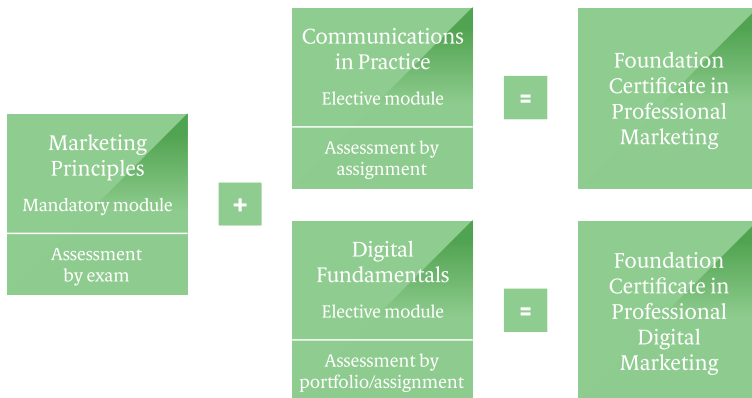 Marketing
Principles
Mandatory module
Assessment
by exam
+
Communications
in Practice
Elective module
Assessment by
assignment
=
Foundation
Certificate in
Professional
Marketing
Digital
Fundamentals
Elective module
Assessment by
portfolio/assignment
=
Foundation
Certificate in
Professional
Digital
Marketing